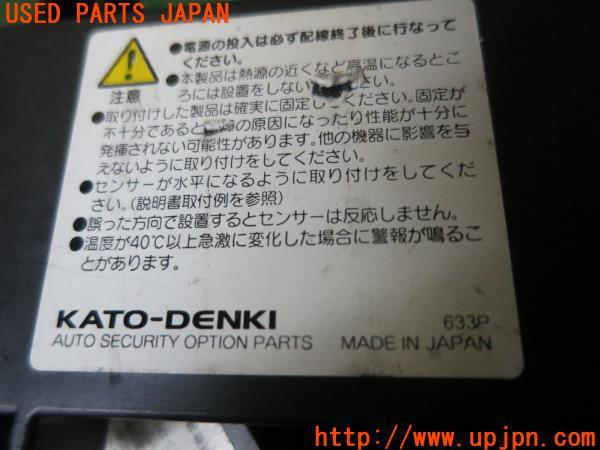 USED PARTS JAPAN
注意
●電源の投入は必ず配線終了後に行なって
ください。
●本製品は熱源の近くなど高温になるとこ
ろには設置をしない さい。
●取り付けした製品は確実に固定してください。固定が
不十分であると 障の原因になったり性能が十分に
発揮されない可能性があります。他の機器に影響を与
えないように取り付けをしてください。
●センサーが水平になるように取り付けをしてくだ
さい。(説明書取付例を参照)
●誤った方向で設置するとセンサーは反応しません。
●温度が40℃以上急激に変化した場合に警報が鳴るこ
とがあります。
KATO-DENKI 633P
AUTO SECURITY OPTION PARTS MADE IN JAPAN
http://www.upjpn.com/